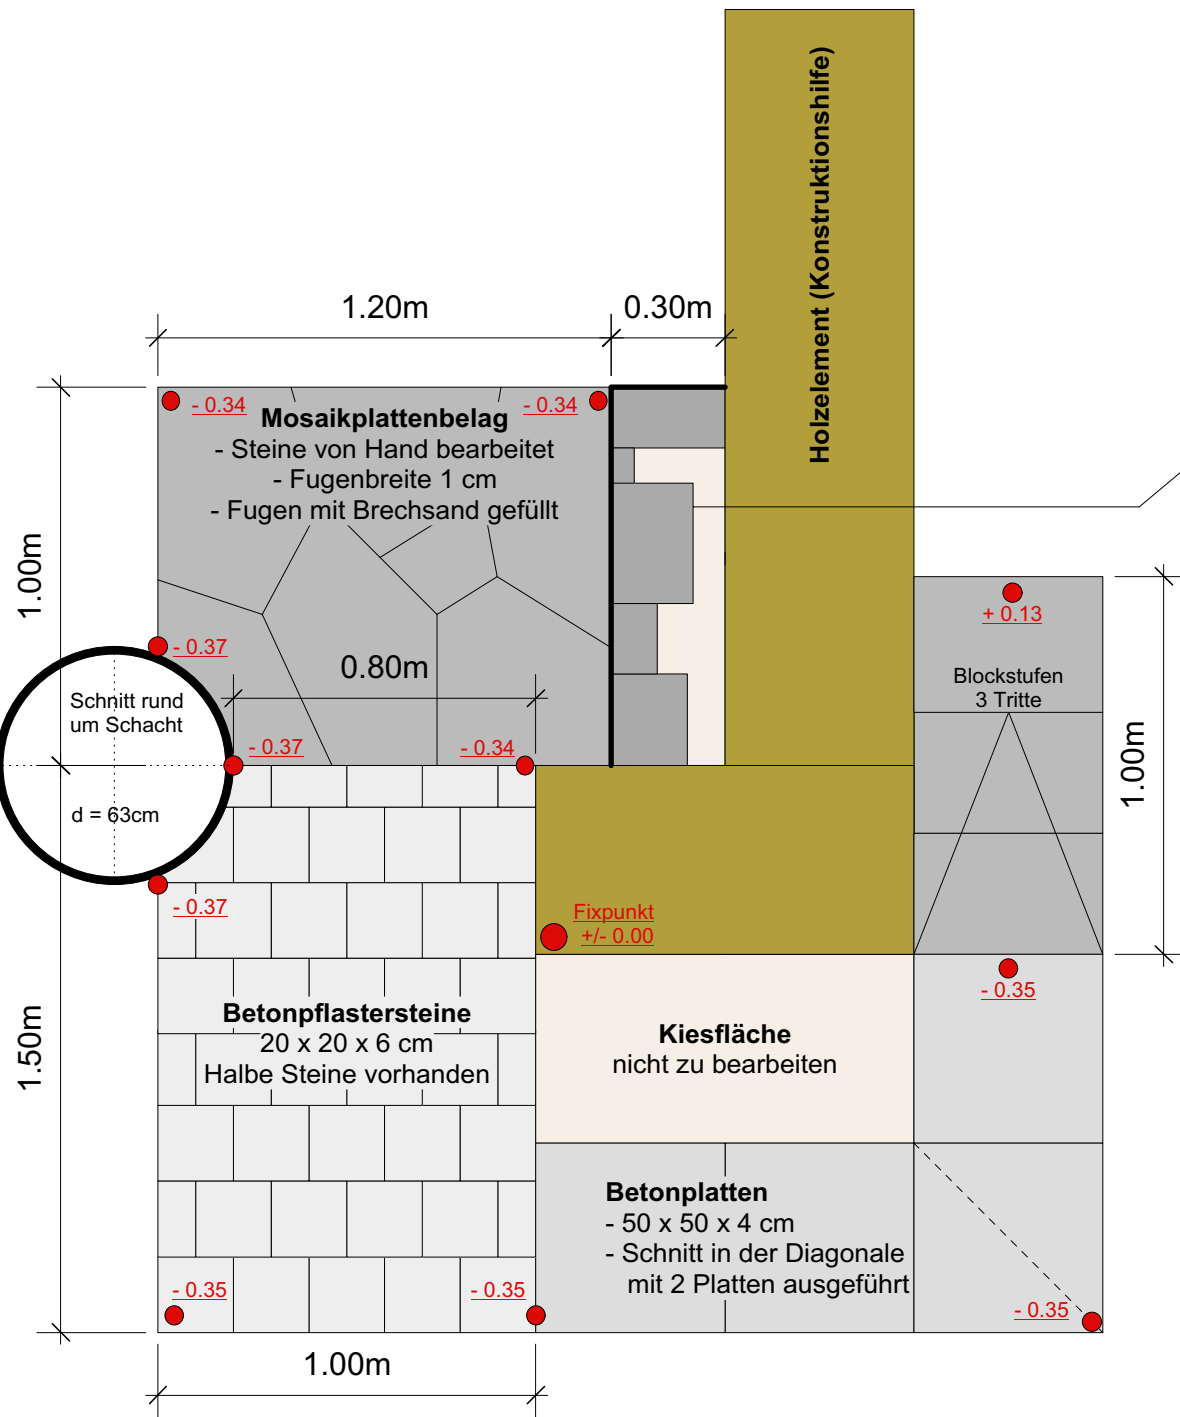 Holzelement (Konstruktionshilfe)
1.20m
0.30m
- 0.34
- 0.34
Mosaikplattenbelag
- Steine von Hand bearbeitet
- Fugenbreite 1 cm
- Fugen mit Brechsand gefüllt
1.00m
+ 0.13
- 0.37
0.80m
Blockstufen
3 Tritte
Schnitt rund
um Schacht
- 0.37
- 0.34
1.00m
d = 63cm
- 0.37
Fixpunkt
+/- 0.00
- 0.35
Betonpflastersteine
20 x 20 x 6 cm
Halbe Steine vorhanden
Kiesfläche
nicht zu bearbeiten
1.50m
Betonplatten
- 50 x 50 x 4 cm
- Schnitt in der Diagonale
mit 2 Platten ausgeführt
- 0.35
- 0.35
- 0.35
1.00m